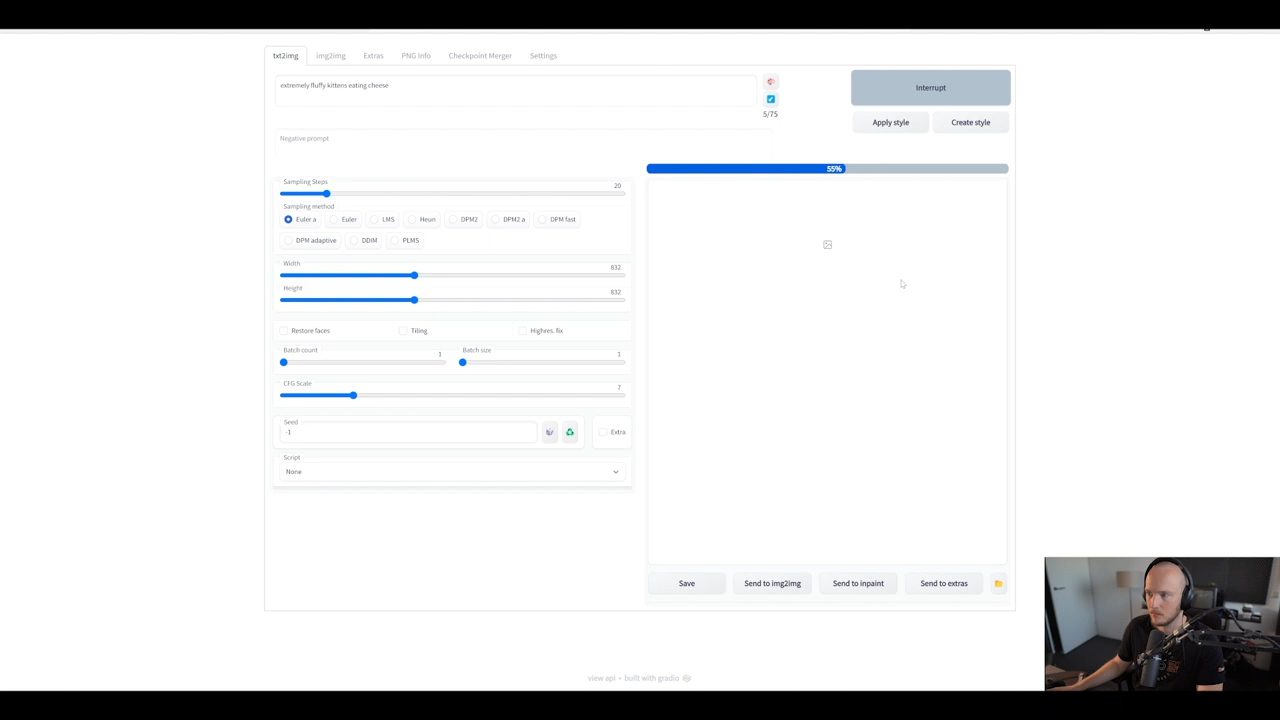 txt2img img2img Extras PNG Info Checkpoint Merger Settings
extremely fluffy kittens eating cheese
5/75
Interrupt
Apply style Create style
Negative prompt
55%
Sampling Steps 20
Sampling method
Euler a Euler LMS Heun DPM2 DPM2 a DPM fast
DPM adaptive DDIM PLMS
Width 832
Height 832
Restore faces Tiling Highres. fix
Batch count 1 Batch size 1
CFG Scale 7
Seed
-1
Extra
Script
None
Save Send to img2img Send to inpaint Send to extras
view api • built with gradio